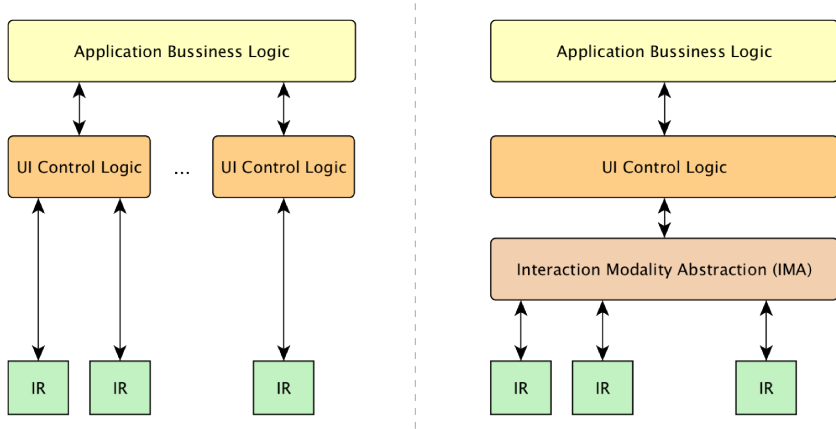 Application Bussiness Logic
UI Control Logic
...
UI Control Logic
IR
IR
IR
Application Bussiness Logic
UI Control Logic
Interaction Modality Abstraction (IMA)
IR
IR
IR